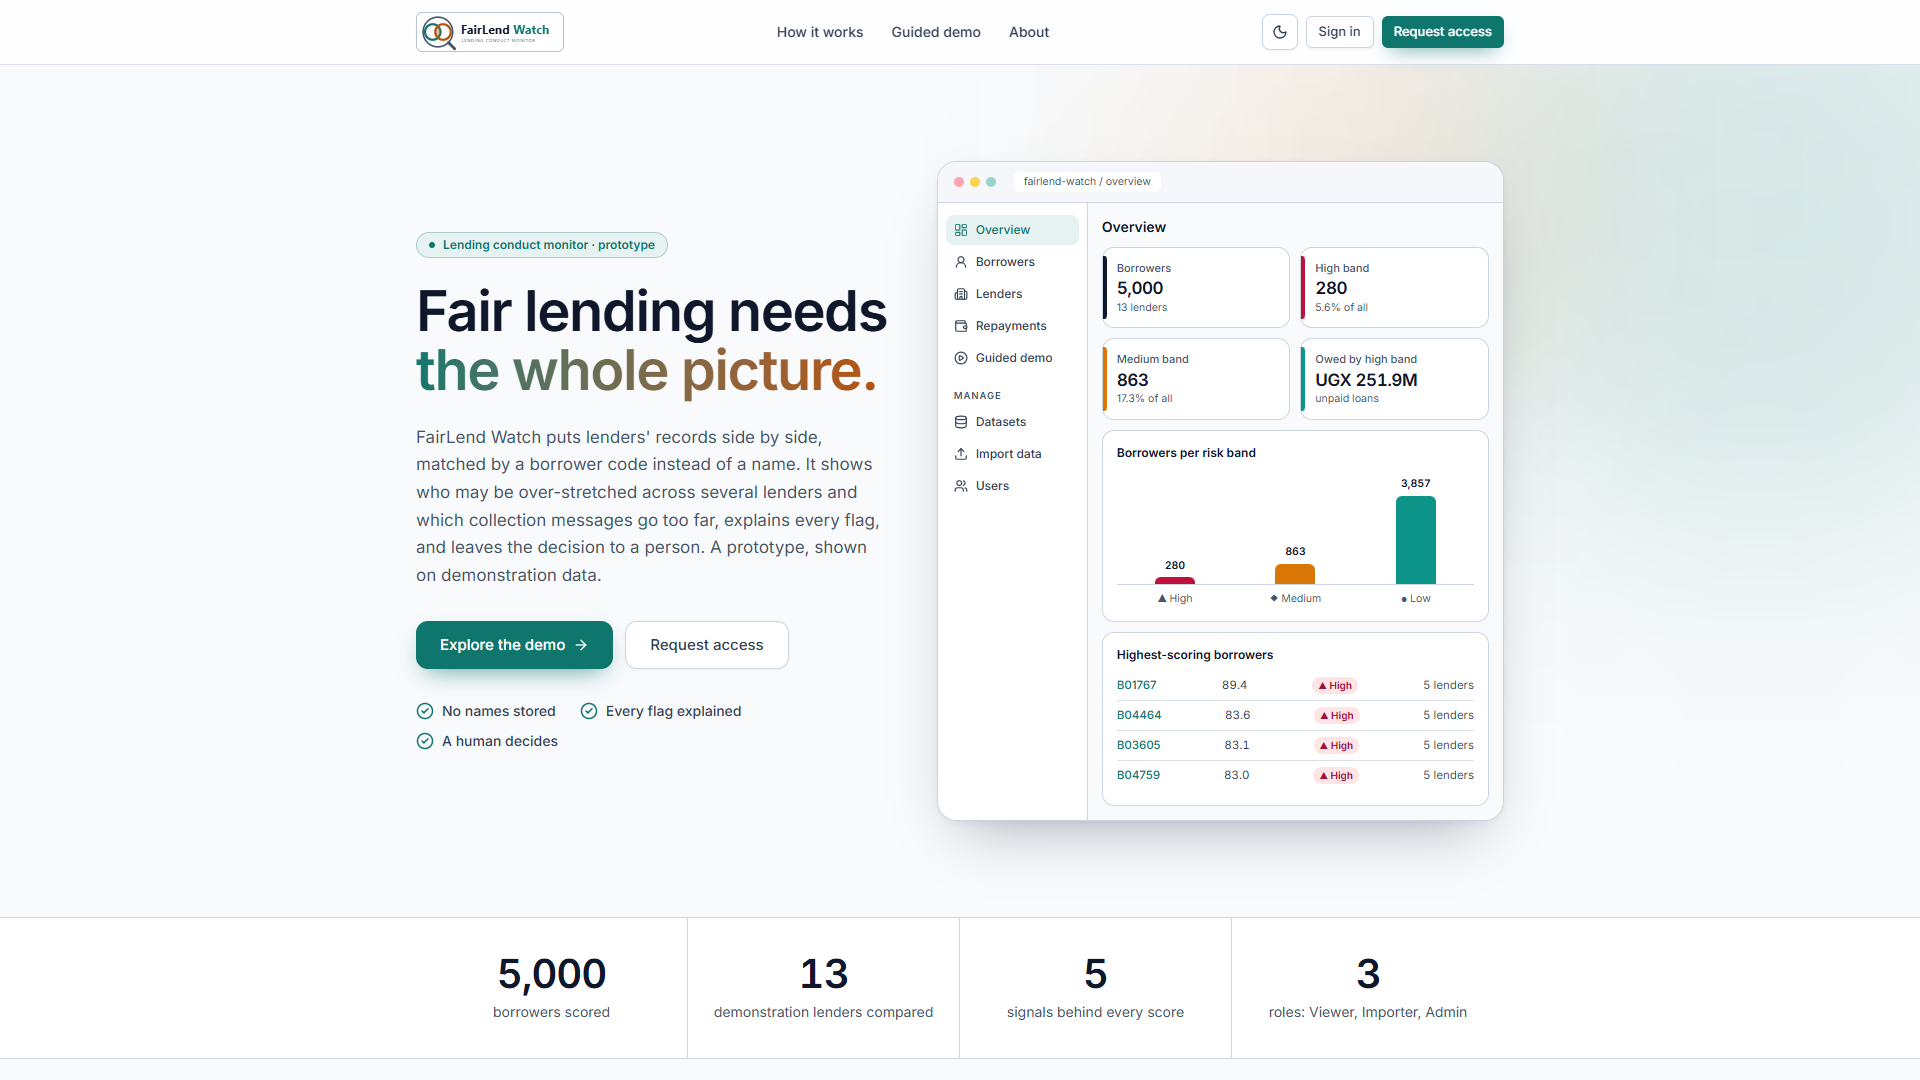 FairLend Watch
LENDING CONDUCT MONITOR
How it works
Guided demo
About
Sign in
Request access
Lending conduct monitor · prototype
Fair lending needs
the whole picture.
FairLend Watch puts lenders' records side by side,
matched by a borrower code instead of a name. It shows
who may be over-stretched across several lenders and
which collection messages go too far, explains every flag,
and leaves the decision to a person. A prototype, shown
on demonstration data.
Explore the demo
Request access
No names stored
Every flag explained
A human decides
fairlend-watch / overview
Overview
Borrowers
Lenders
Repayments
Guided demo
MANAGE
Datasets
Import data
Users
Overview
Borrowers
5,000
13 lenders
High band
280
5.6% of all
Medium band
863
17.3% of all
Owed by high band
UGX 251.9M
unpaid loans
Borrowers per risk band
280
863
3,857
▲ High
◆ Medium
● Low
Highest-scoring borrowers
B01767 89.4 ▲ High 5 lenders
B04464 83.6 ▲ High 5 lenders
B03605 83.1 ▲ High 5 lenders
B04759 83.0 ▲ High 5 lenders
5,000
borrowers scored
13
demonstration lenders compared
5
signals behind every score
3
roles: Viewer, Importer, Admin